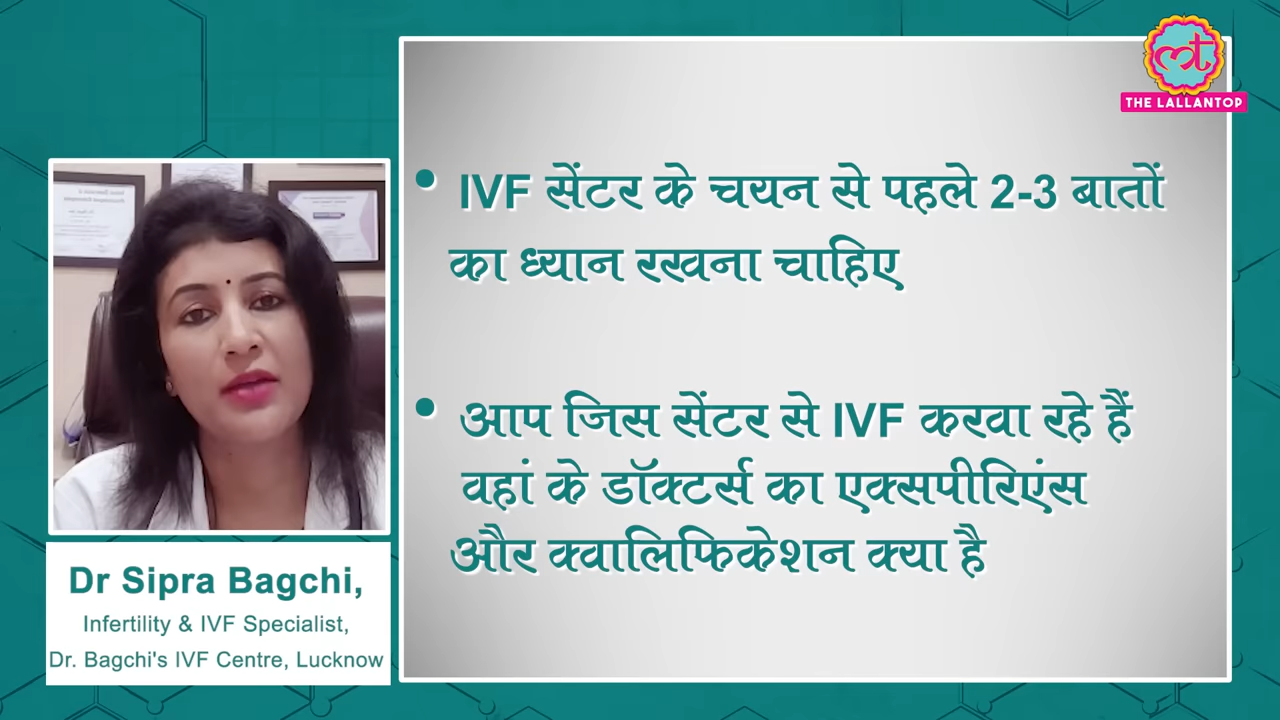 THE LALLANTOP
• IVF सेंटर के चयन से पहले 2-3 बातों
का ध्यान रखना चाहिए
• आप जिस सेंटर से IVF करवा रहे हैं
वहां के डॉक्टर्स का एक्सपीरिएंस
और क्वालिफिकेशन क्या है
Dr Sipra Bagchi,
Infertility & IVF Specialist,
Dr. Bagchi's IVF Centre, Lucknow